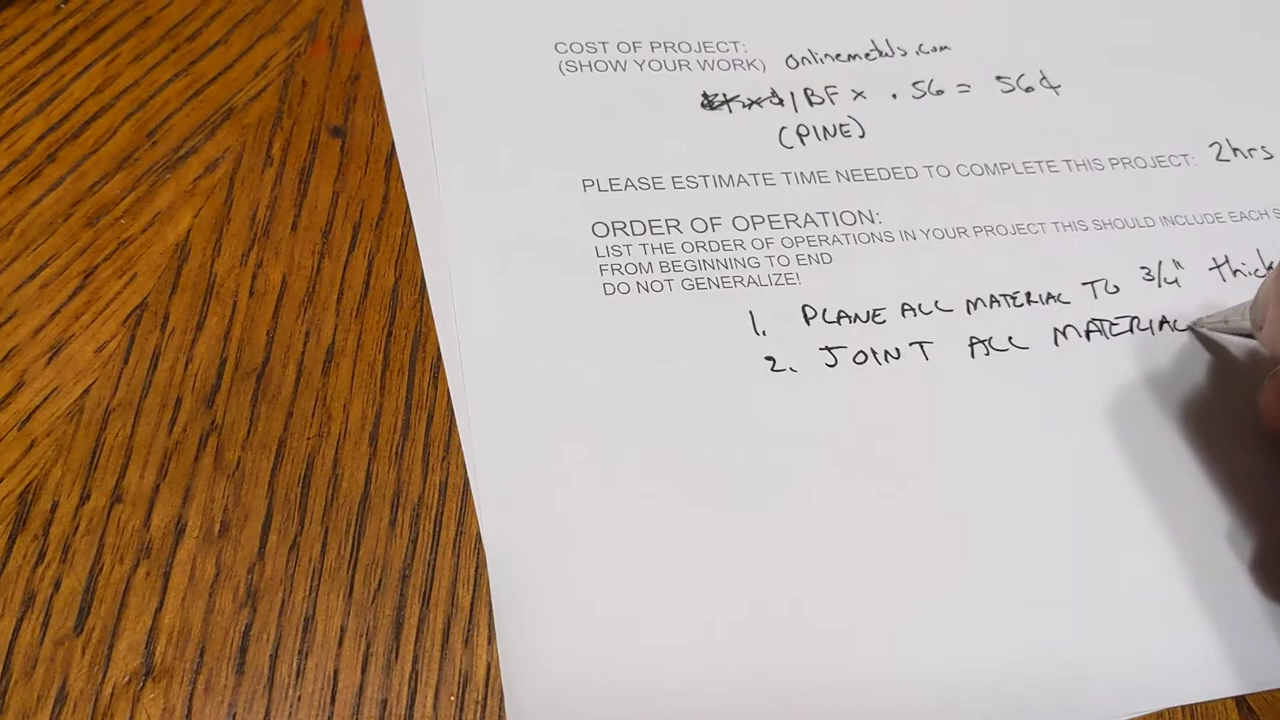 COST OF PROJECT:
(SHOW YOUR WORK) onlinemetals.com
1 BF x .56 = 56¢
(PINE)
PLEASE ESTIMATE TIME NEEDED TO COMPLETE THIS PROJECT: 2hrs
ORDER OF OPERATION:
LIST THE ORDER OF OPERATIONS IN YOUR PROJECT THIS SHOULD INCLUDE EACH S
FROM BEGINNING TO END
DO NOT GENERALIZE!
1. PLANE ALL MATERIAL TO 3/4" thick
2. JOINT ALL MATERIAL